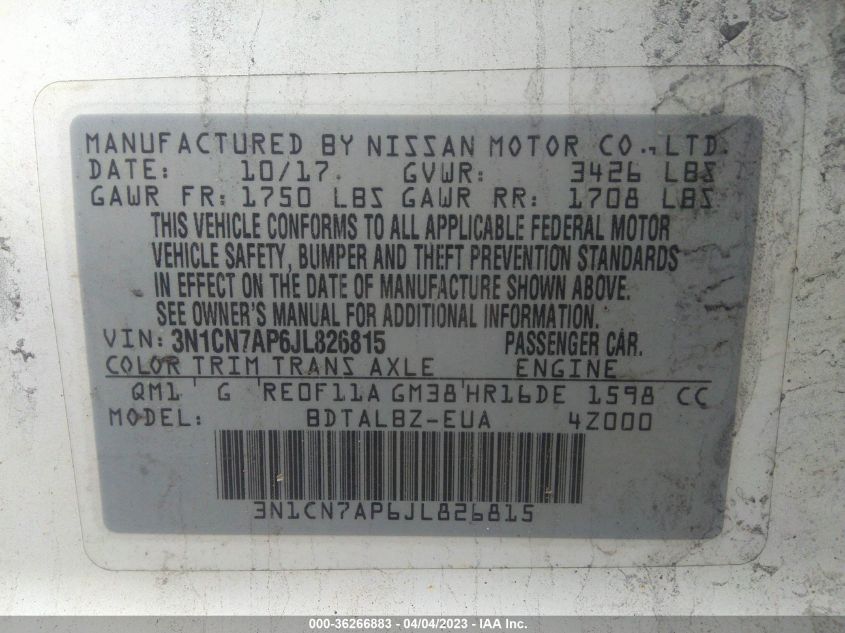 MANUFACTURED BY NISSAN MOTOR CO., LTD.
DATE: 10/17 GVWR: 3426 LBS
GAWR FR: 1750 LBS GAWR RR: 1708 LBS
THIS VEHICLE CONFORMS TO ALL APPLICABLE FEDERAL MOTOR
VEHICLE SAFETY, BUMPER AND THEFT PREVENTION STANDARDS
IN EFFECT ON THE DATE OF MANUFACTURE SHOWN ABOVE.
SEE OWNER'S MANUAL FOR ADDITIONAL INFORMATION.
VIN: 3N1CN7AP6JL826815 PASSENGER CAR.
COLOR TRIM TRANS AXLE ENGINE
QM1 G RE0F11A GM38 HR16DE 1598 CC
MODEL: BDTALBZ-EUA 4Z000
3N1CN7AP6JL826815
000-36266883 - 04/04/2023 - IAA Inc.